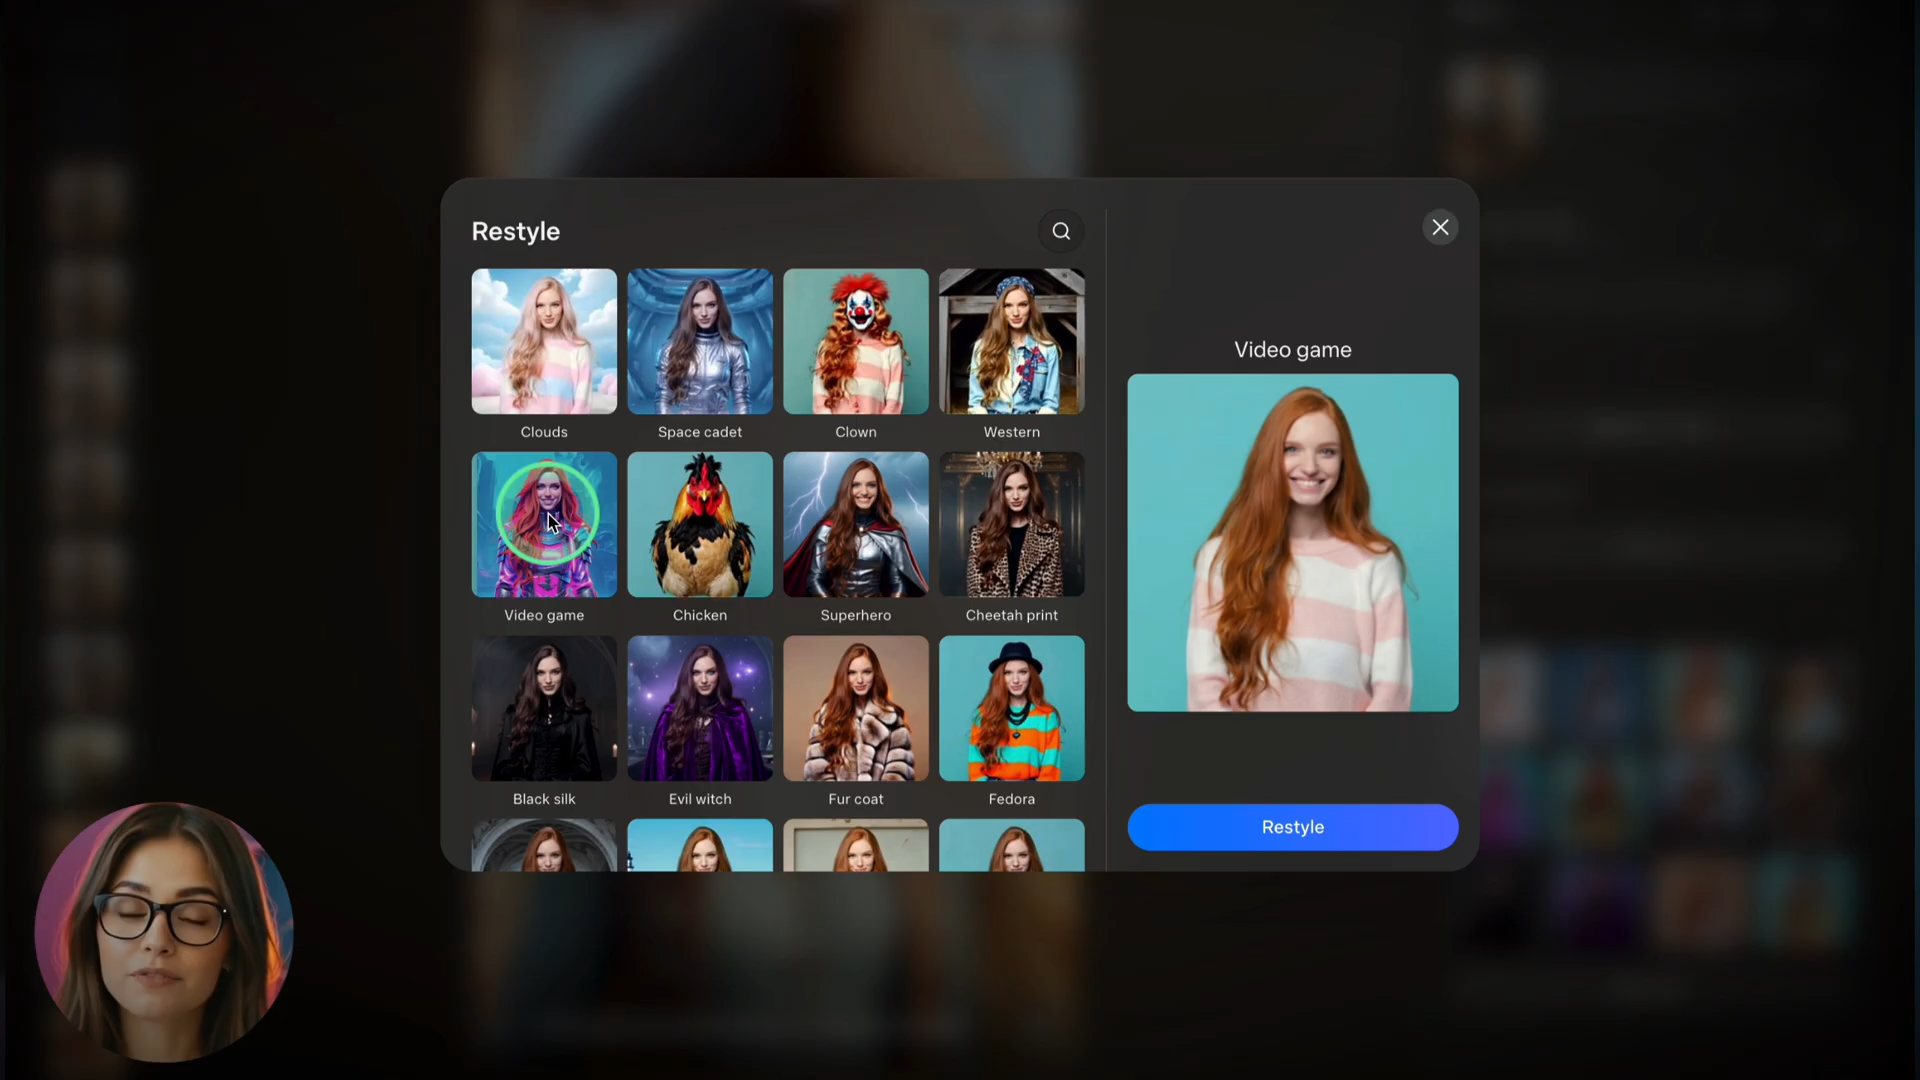 Restyle
Clouds
Space cadet
Clown
Western
Video game
Chicken
Superhero
Cheetah print
Black silk
Evil witch
Fur coat
Fedora
Video game
Restyle